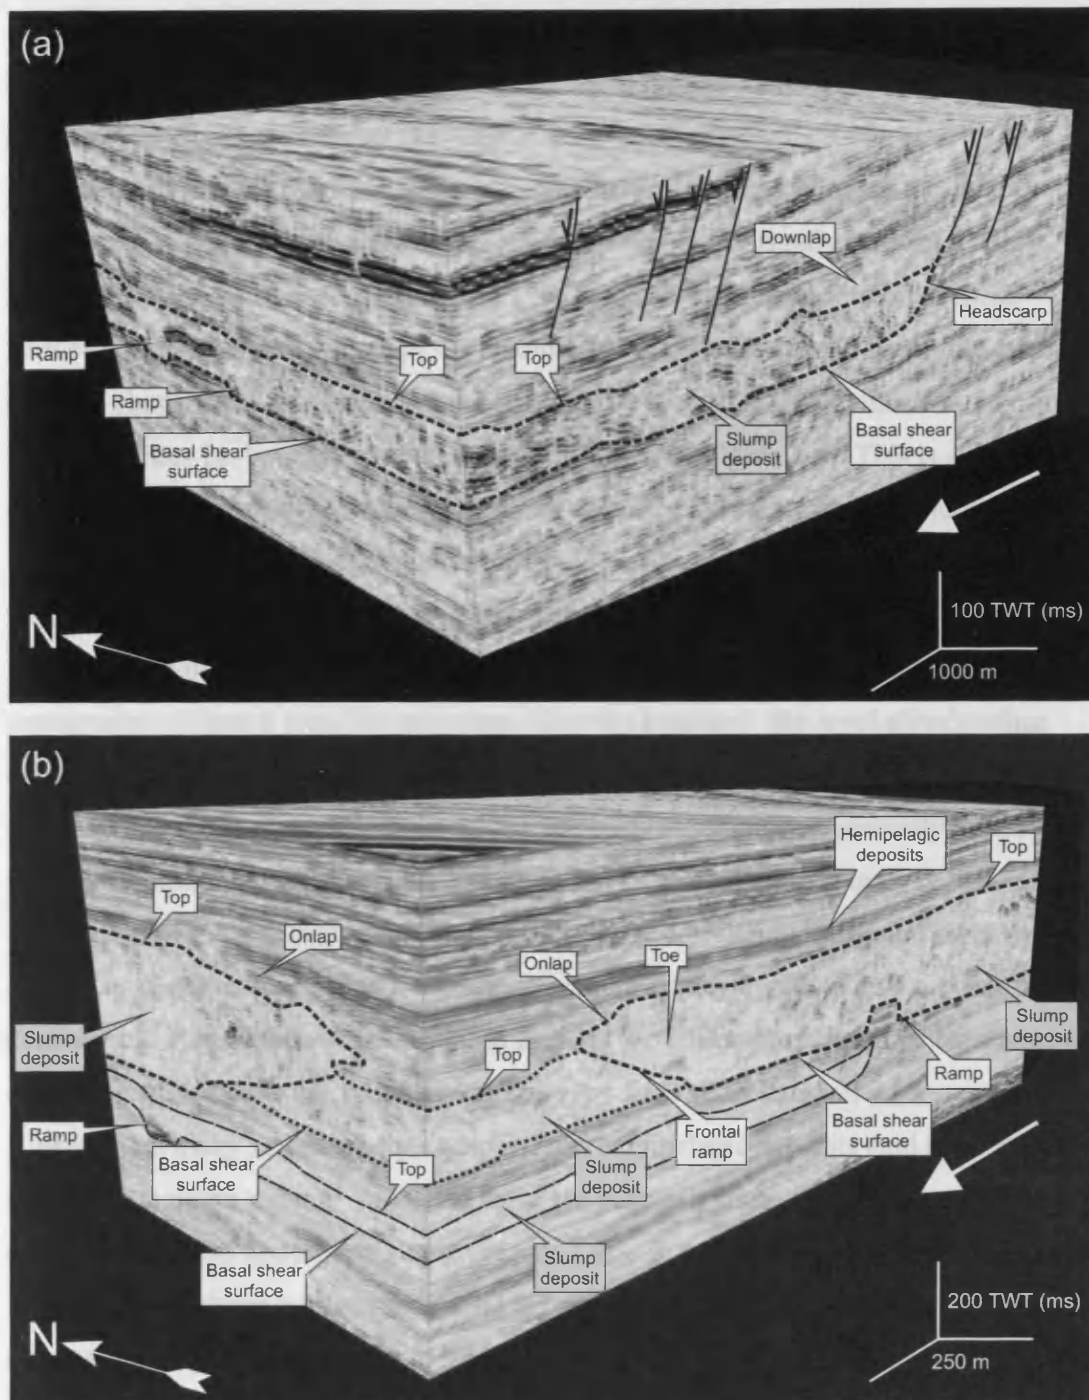 (a)
Downlap
Headscarp
Ramp
Top
Top
Ramp
Basal shear
surface
Slump
deposit
Basal shear
surface
100 TWT (ms)
1000 m
N
(b)
Hemipelagic
deposits
Top
Top
Onlap
Onlap
Toe
Slump
deposit
Slump
deposit
Top
Ramp
Ramp
Basal shear
surface
Top
Slump
deposit
Frontal
ramp
Basal shear
surface
Basal shear
surface
Slump
deposit
200 TWT (ms)
250 m
N